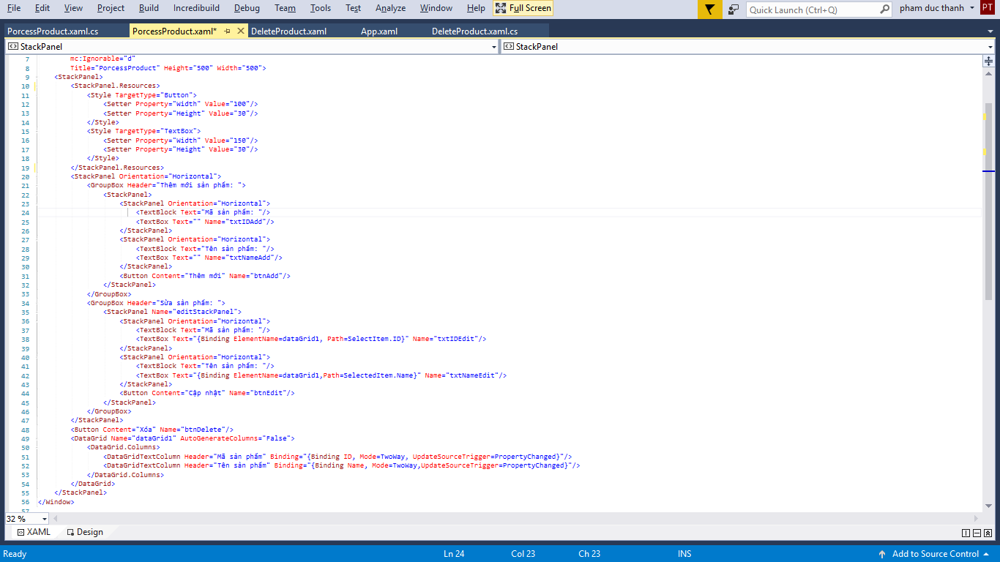 File Edit View Project Build Incredibuild Debug Team Tools Test Analyze Window Help Full Screen Quick Launch (Ctrl+Q) pham duc thanh PT
PorcessProduct.xaml.cs PorcessProduct.xaml* DeleteProduct.xaml App.xaml DeleteProduct.xaml.cs
StackPanel StackPanel
7 mc:Ignorable="d"
8 Title="PorcessProduct" Height="500" Width="500">
9 <StackPanel>
10 <StackPanel.Resources>
11 <Style TargetType="Button">
12 <Setter Property="Width" Value="100"/>
13 <Setter Property="Height" Value="30"/>
14 </Style>
15 <Style TargetType="TextBox">
16 <Setter Property="Width" Value="150"/>
17 <Setter Property="Height" Value="30"/>
18 </Style>
19 </StackPanel.Resources>
20 <StackPanel Orientation="Horizontal">
21 <GroupBox Header="Thêm mới sản phẩm: ">
22 <StackPanel>
23 <StackPanel Orientation="Horizontal">
24 <TextBlock Text="Mã sản phẩm: "/>
25 <TextBox Text="" Name="txtIDAdd"/>
26 </StackPanel>
27 <StackPanel Orientation="Horizontal">
28 <TextBlock Text="Tên sản phẩm: "/>
29 <TextBox Text="" Name="txtNameAdd"/>
30 </StackPanel>
31 <Button Content="Thêm mới" Name="btnAdd"/>
32 </StackPanel>
33 </GroupBox>
34 <GroupBox Header="Sửa sản phẩm: ">
35 <StackPanel Name="editStackPanel">
36 <StackPanel Orientation="Horizontal">
37 <TextBlock Text="Mã sản phẩm: "/>
38 <TextBox Text="{Binding ElementName=dataGrid1, Path=SelectItem.ID}" Name="txtIDEdit"/>
39 </StackPanel>
40 <StackPanel Orientation="Horizontal">
41 <TextBlock Text="Tên sản phẩm: "/>
42 <TextBox Text="{Binding ElementName=dataGrid1,Path=SelectedItem.Name}" Name="txtNameEdit"/>
43 </StackPanel>
44 <Button Content="Cập nhật" Name="btnEdit"/>
45 </StackPanel>
46 </GroupBox>
47 </StackPanel>
48 <Button Content="Xóa" Name="btnDelete"/>
49 <DataGrid Name="dataGrid1" AutoGenerateColumns="False">
50 <DataGrid.Columns>
51 <DataGridTextColumn Header="Mã sản phẩm" Binding="{Binding ID, Mode=TwoWay, UpdateSourceTrigger=PropertyChanged}"/>
52 <DataGridTextColumn Header="Tên sản phẩm" Binding="{Binding Name, Mode=TwoWay,UpdateSourceTrigger=PropertyChanged}"/>
53 </DataGrid.Columns>
54 </DataGrid>
55 </StackPanel>
56 </Window>
57
32 %
XAML Design
Ready Ln 24 Col 23 Ch 23 INS Add to Source Control